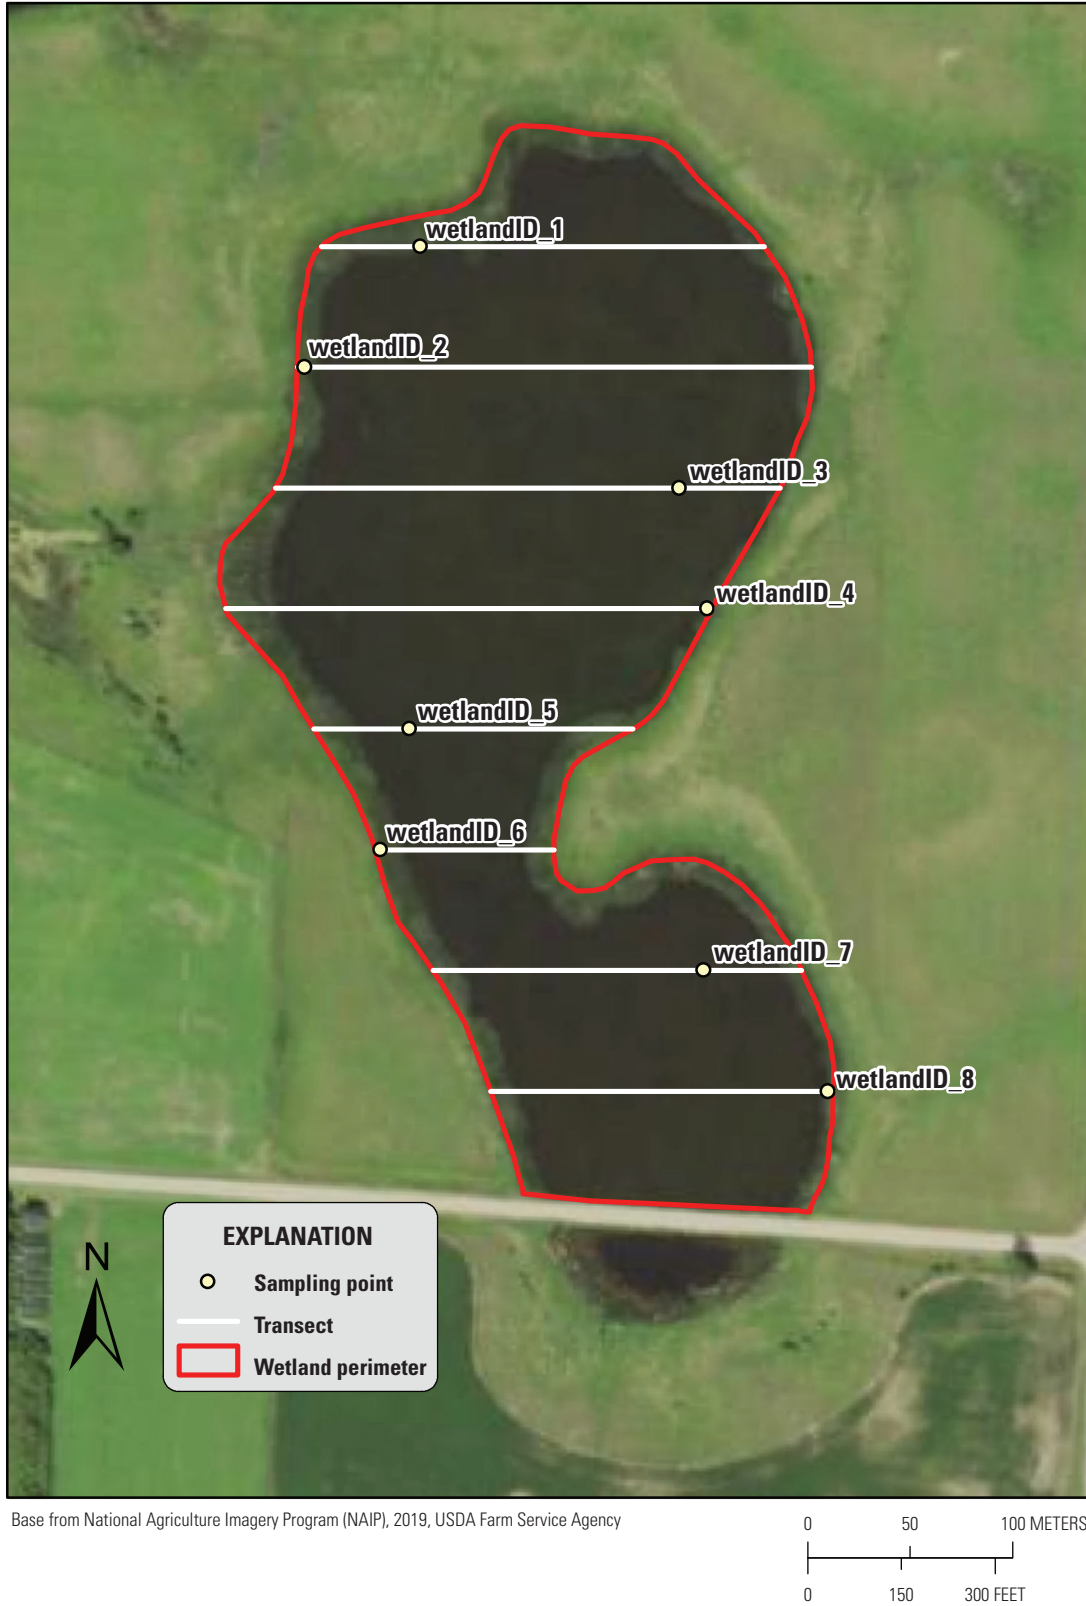 wetlandID_1
wetlandID_2
wetlandID_3
wetlandID_4
wetlandID_5
wetlandID_6
wetlandID_7
wetlandID_8
EXPLANATION
Sampling point
Transect
Wetland perimeter
N
Base from National Agriculture Imagery Program (NAIP), 2019, USDA Farm Service Agency
0 50 100 METERS
0 150 300 FEET